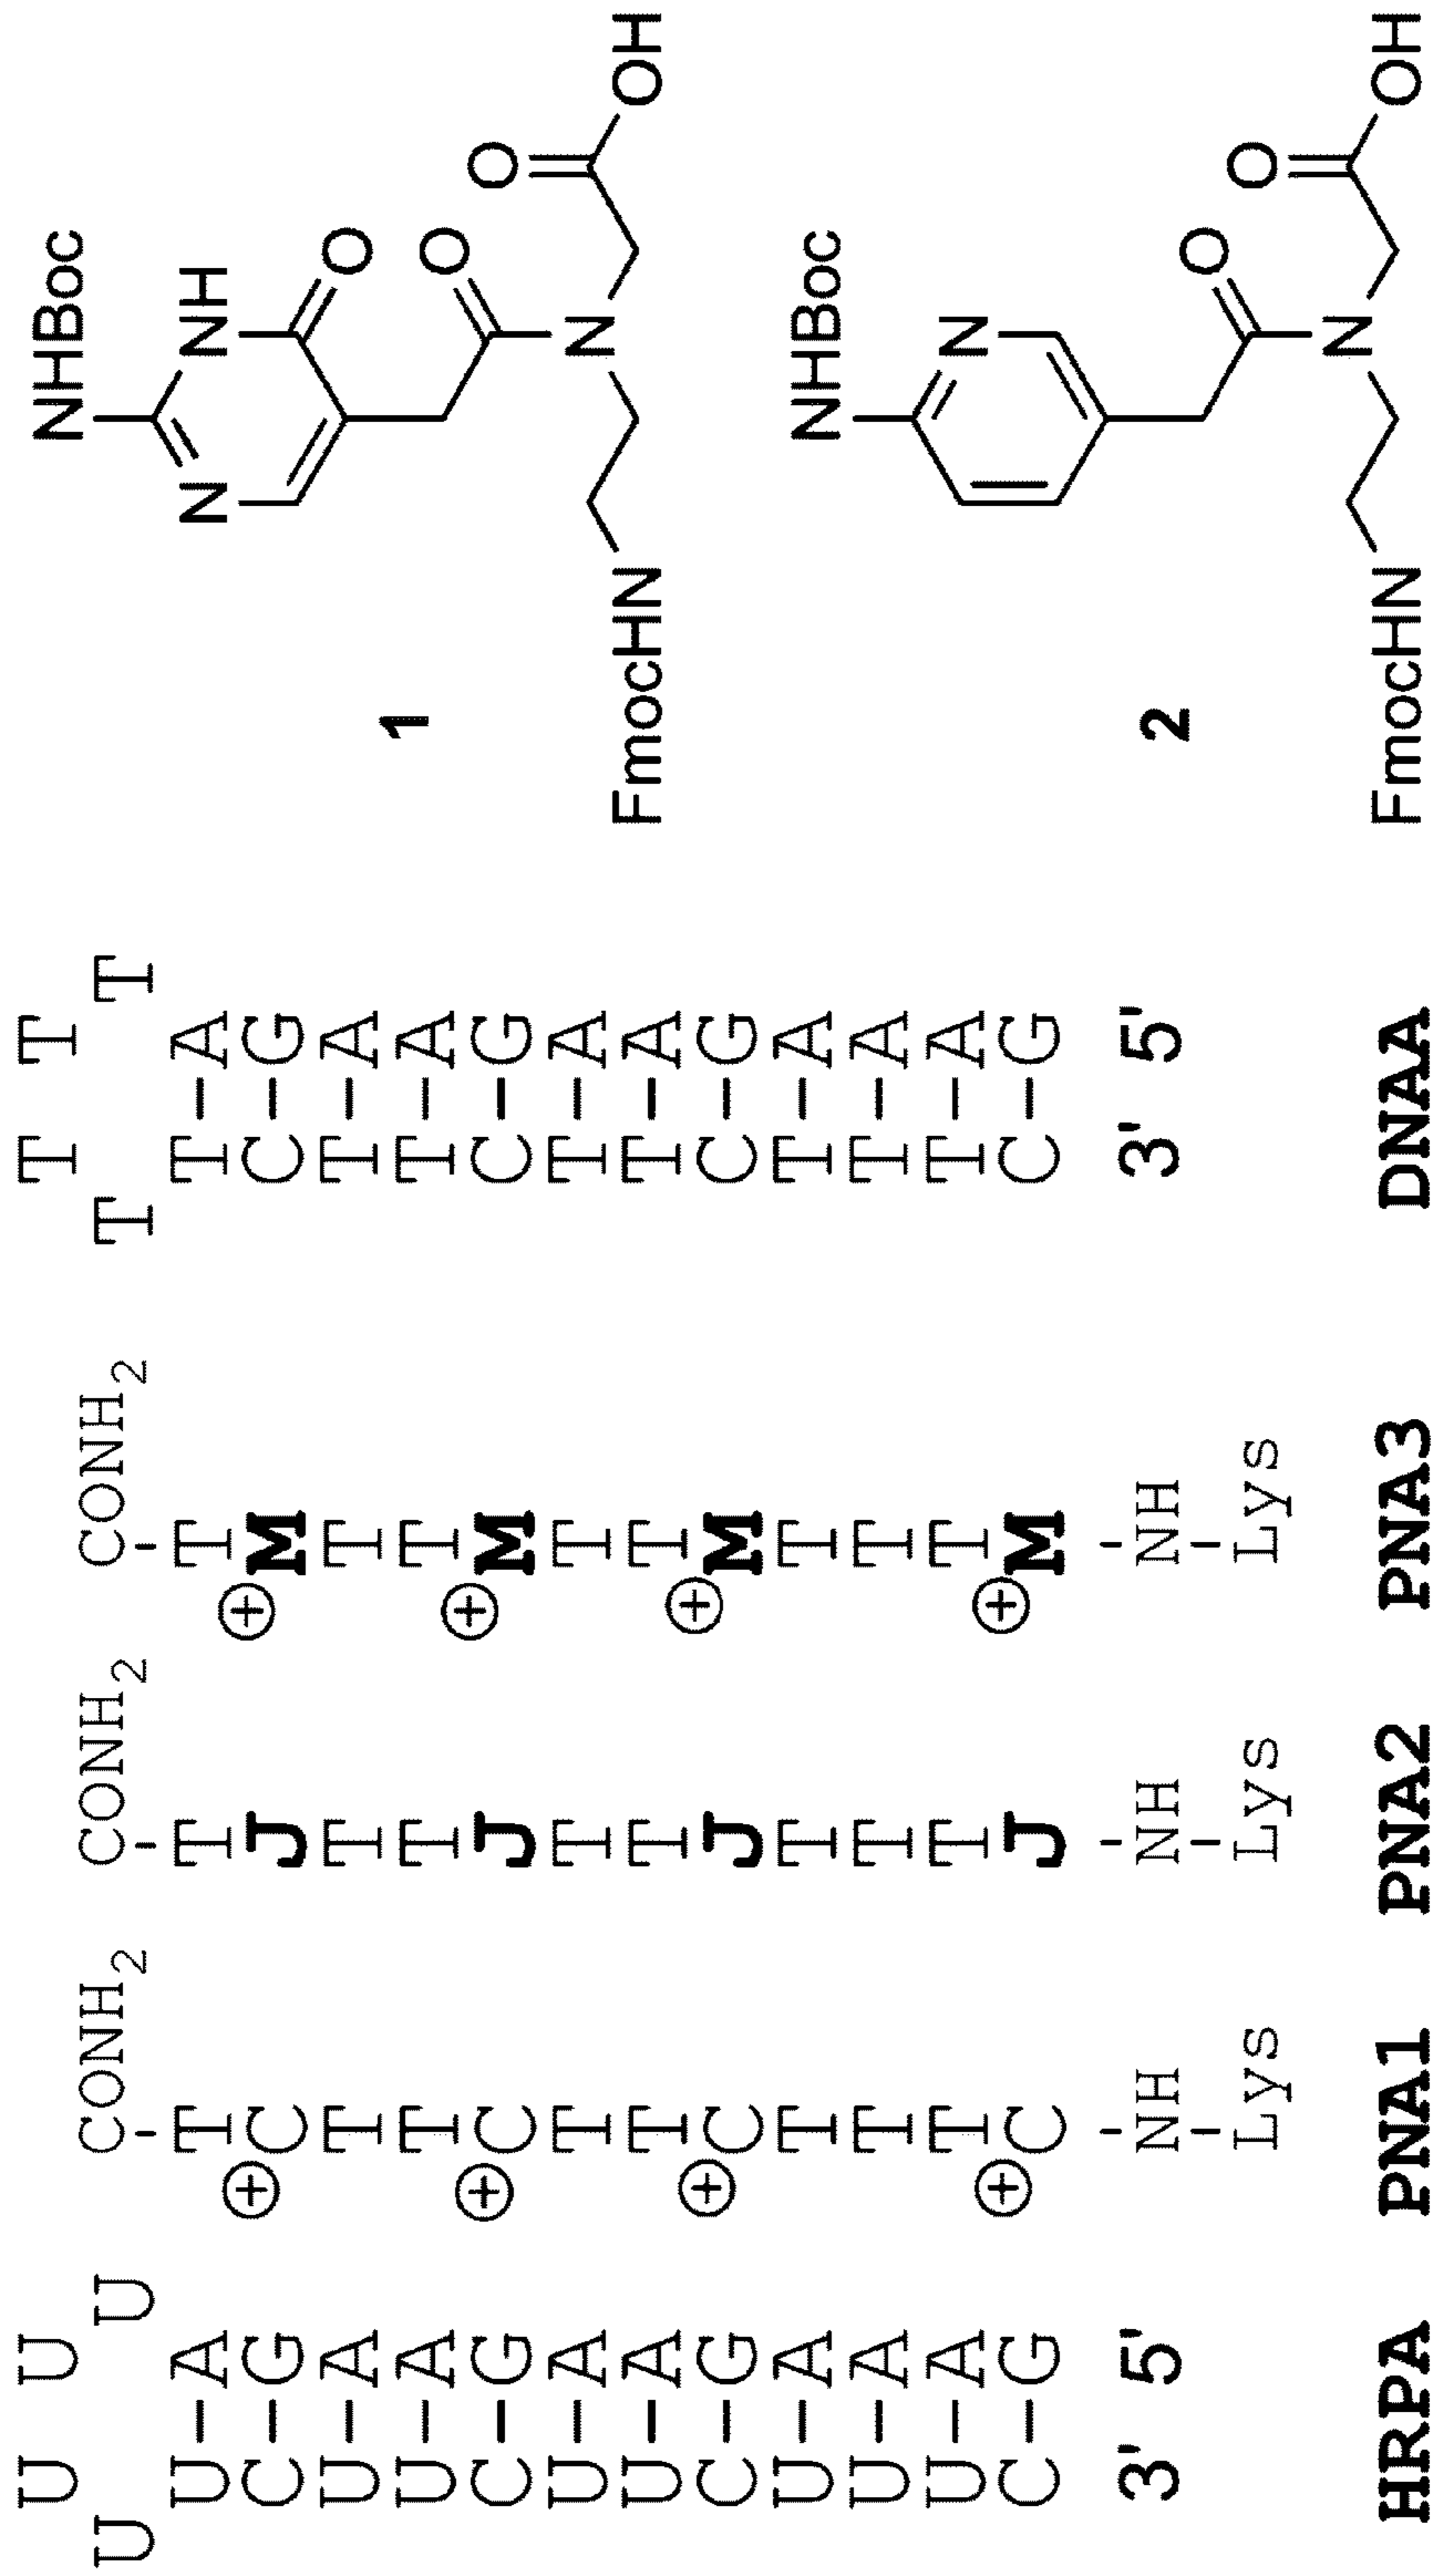 U U
U U
U–A
C–G
U–A
U–A
C–G
U–A
U–A
C–G
U–A
U–A
U–A
C–G
3' 5'
HRPA
CONH₂
T
⊕C
T
T
⊕C
T
T
⊕C
T
T
T
⊕C
NH
Lys
PNA1
CONH₂
T
J
T
T
J
T
T
J
T
T
T
J
NH
Lys
PNA2
CONH₂
T
⊕M
T
T
⊕M
T
T
⊕M
T
T
T
⊕M
NH
Lys
PNA3
T T
T T
T–A
C–G
T–A
T–A
C–G
T–A
T–A
C–G
T–A
T–A
T–A
C–G
3' 5'
DNAA
NHBoc
N NH
O
1
O
O
N
FmocHN OH
NHBoc
N
2
O
O
N
FmocHN OH